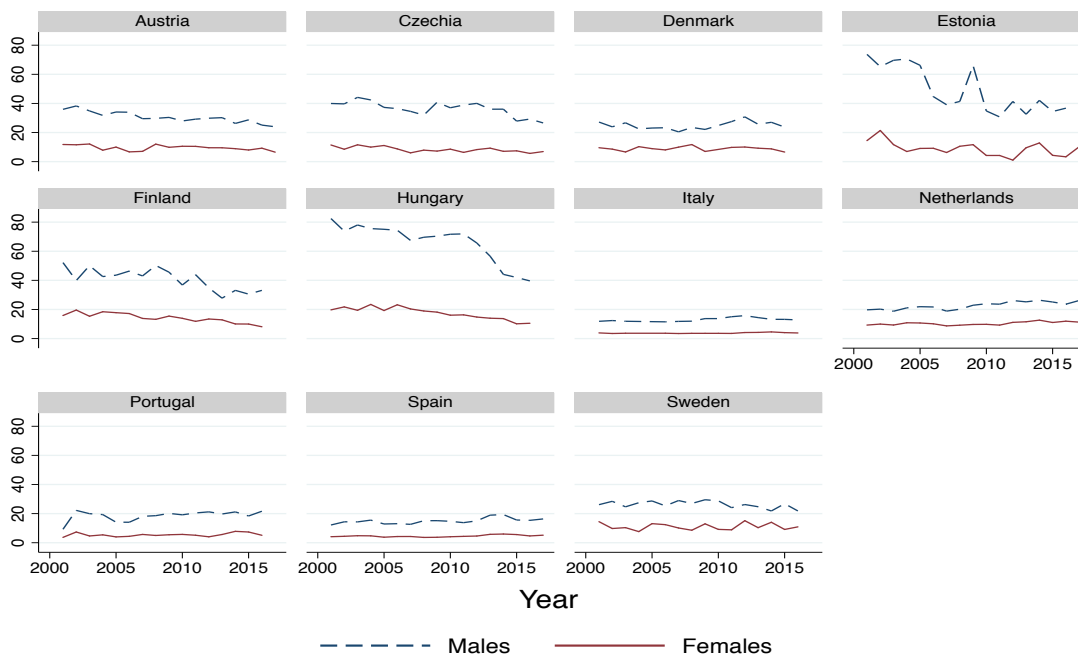 Austria Czechia Denmark Estonia
80
60
40
20
0
Finland Hungary Italy Netherlands
80
60
40
20
0
2000 2005 2010 2015
Portugal Spain Sweden
80
60
40
20
0
2000 2005 2010 2015 2000 2005 2010 2015 2000 2005 2010 2015
Year
Males Females